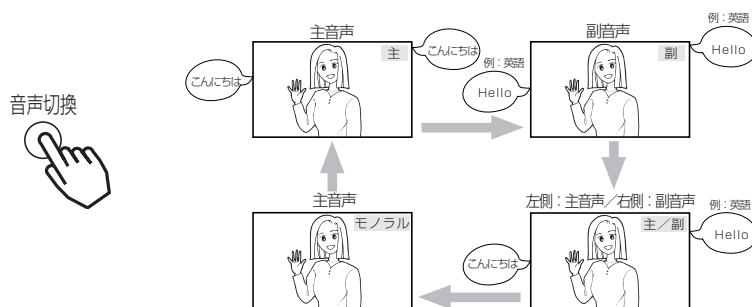 音声切換
主音声
主
こんにちは
こんにちは
副音声
副
例：英語
Hello
例：英語
Hello
左側：主音声／右側：副音声
主／副
こんにちは
例：英語
Hello
主音声
モノラル